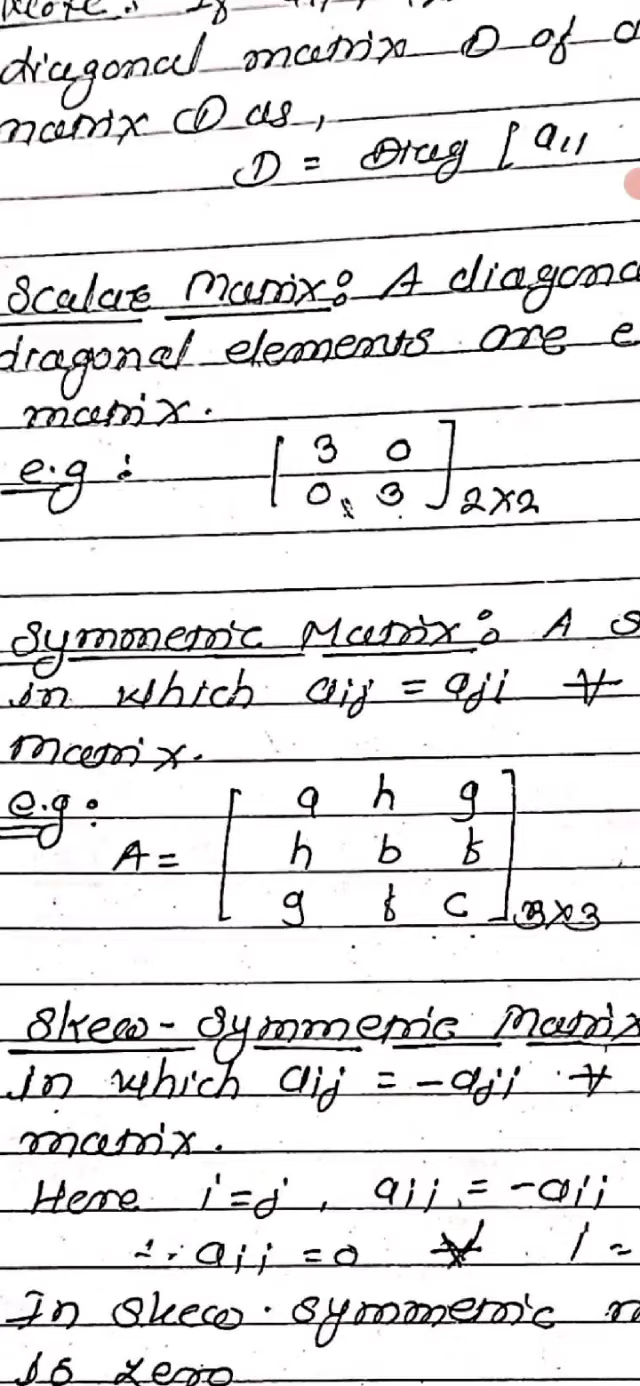 diagonal matrix D of
matrix D as,
D = Diag [ a11
Scalar Matrix: A diagona
diagonal elements are e
matrix.
e.g :
[ 3 0
0 3 ]2×2
Symmetric Matrix: A S
in which aij = aji ∀
matrix.
e.g:
A = [ a h g
h b f
g f c ]3×3
Skew-Symmetric Matrix
in which aij = -aji ∀
matrix.
Here i=j , aii = -aii
∴ aii = 0 ∀ i =
In Skew-symmetric m
is zero